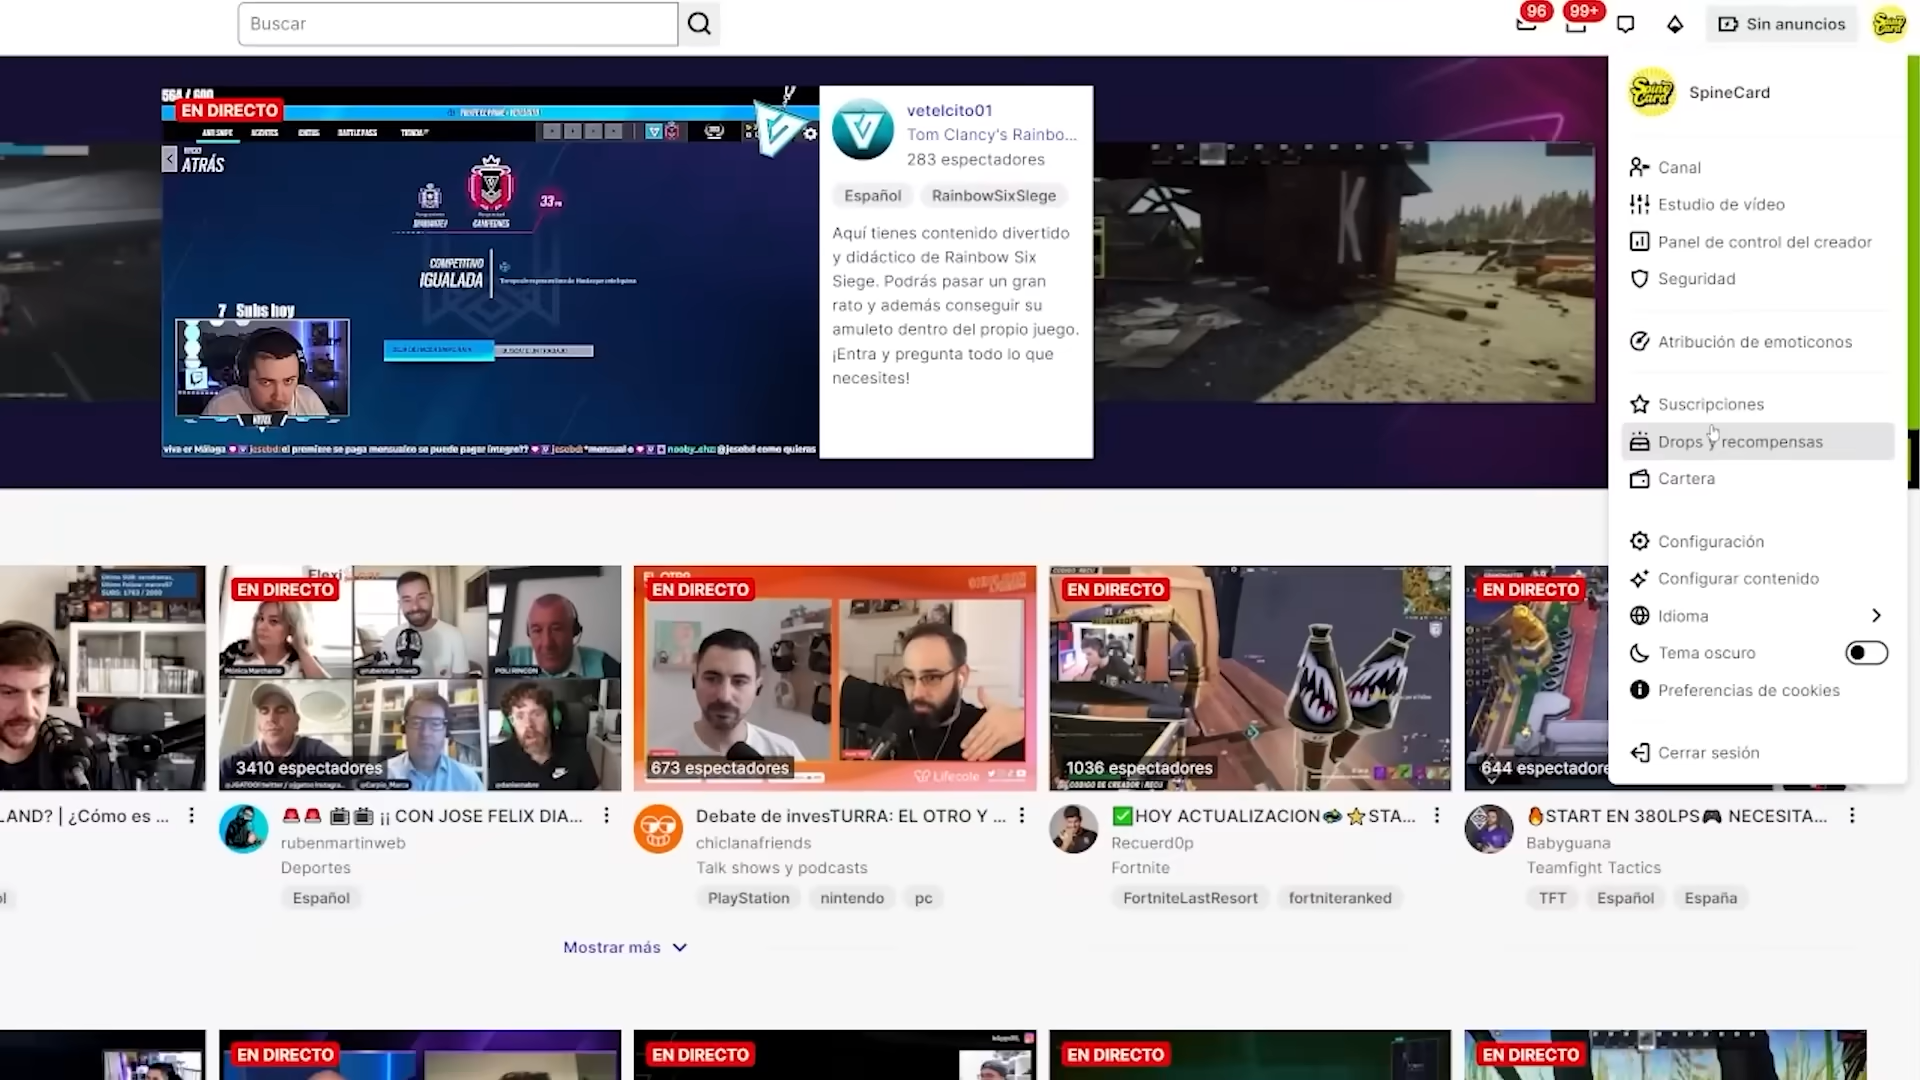 Buscar
96
99+
Sin anuncios
SpineCard
Canal
Estudio de vídeo
Panel de control del creador
Seguridad
Atribución de emoticonos
Suscripciones
Drops y recompensas
Cartera
Configuración
Configurar contenido
Idioma
Tema oscuro
Preferencias de cookies
Cerrar sesión
EN DIRECTO
BATTLE PASS
ATRÁS
33
COMPETITIVO
IGUALADA
7 Subs hoy
vetelcito01
Tom Clancy's Rainbo...
283 espectadores
Español
RainbowSixSIege
Aquí tienes contenido divertido
y didáctico de Rainbow Six
Siege. Podrás pasar un gran
rato y además conseguir su
amuleto dentro del propio juego.
¡Entra y pregunta todo lo que
necesites!
K
EN DIRECTO
3410 espectadores
EN DIRECTO
673 espectadores
Lifecole
EN DIRECTO
1036 espectadores
EN DIRECTO
644 espectadore
LAND? | ¿Cómo es ...
🚨🚨 📺📺 ¡¡ CON JOSE FELIX DIA...
rubenmartinweb
Deportes
Español
Debate de invesTURRA: EL OTRO Y ...
chiclanafriends
Talk shows y podcasts
PlayStation
nintendo
pc
✅HOY ACTUALIZACION🐲⭐STA...
Recuerd0p
Fortnite
FortniteLastResort
fortniteranked
🔥START EN 380LPS🎮 NECESITA...
Babyguana
Teamfight Tactics
TFT
Español
España
Mostrar más
EN DIRECTO
EN DIRECTO
EN DIRECTO
EN DIRECTO